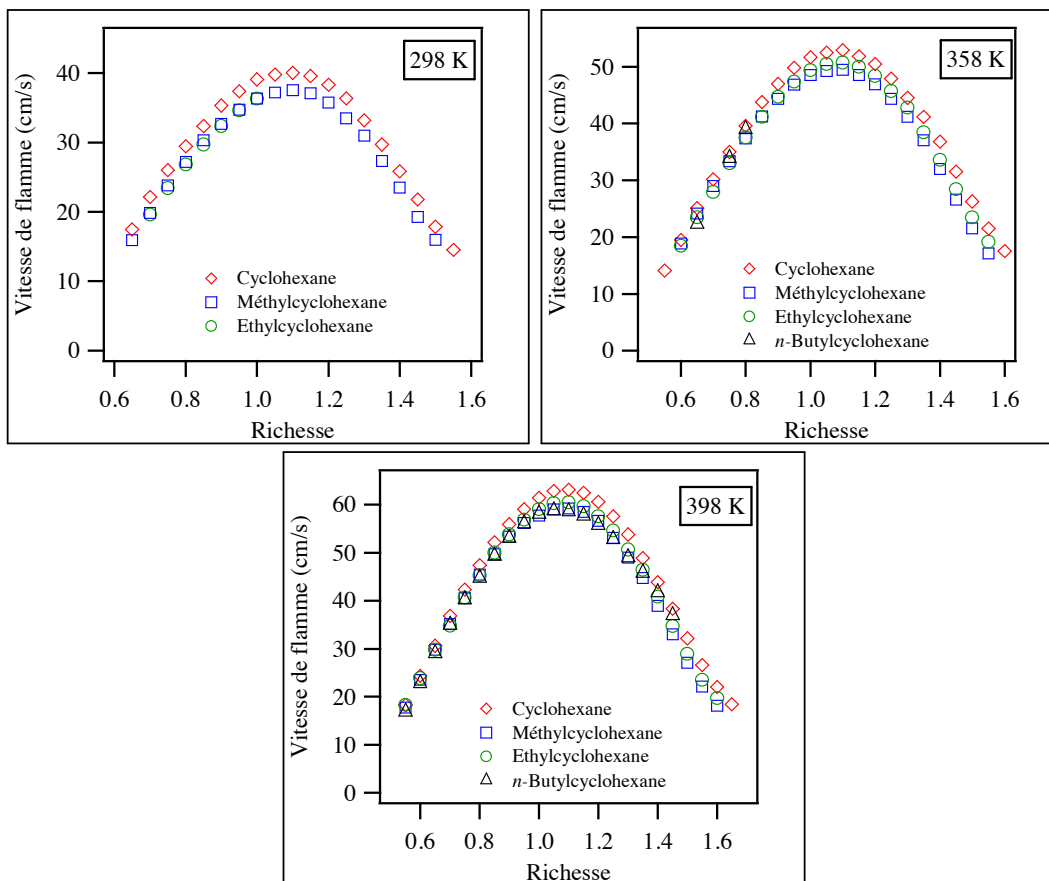 298 K
Vitesse de flamme (cm/s)
40
30
20
10
0
Cyclohexane
Méthylcyclohexane
Ethylcyclohexane
0.6 0.8 1.0 1.2 1.4 1.6
Richesse
358 K
Vitesse de flamme (cm/s)
50
40
30
20
10
0
Cyclohexane
Méthylcyclohexane
Ethylcyclohexane
n-Butylcyclohexane
0.6 0.8 1.0 1.2 1.4 1.6
Richesse
398 K
Vitesse de flamme (cm/s)
60
50
40
30
20
10
0
Cyclohexane
Méthylcyclohexane
Ethylcyclohexane
n-Butylcyclohexane
0.6 0.8 1.0 1.2 1.4 1.6
Richesse